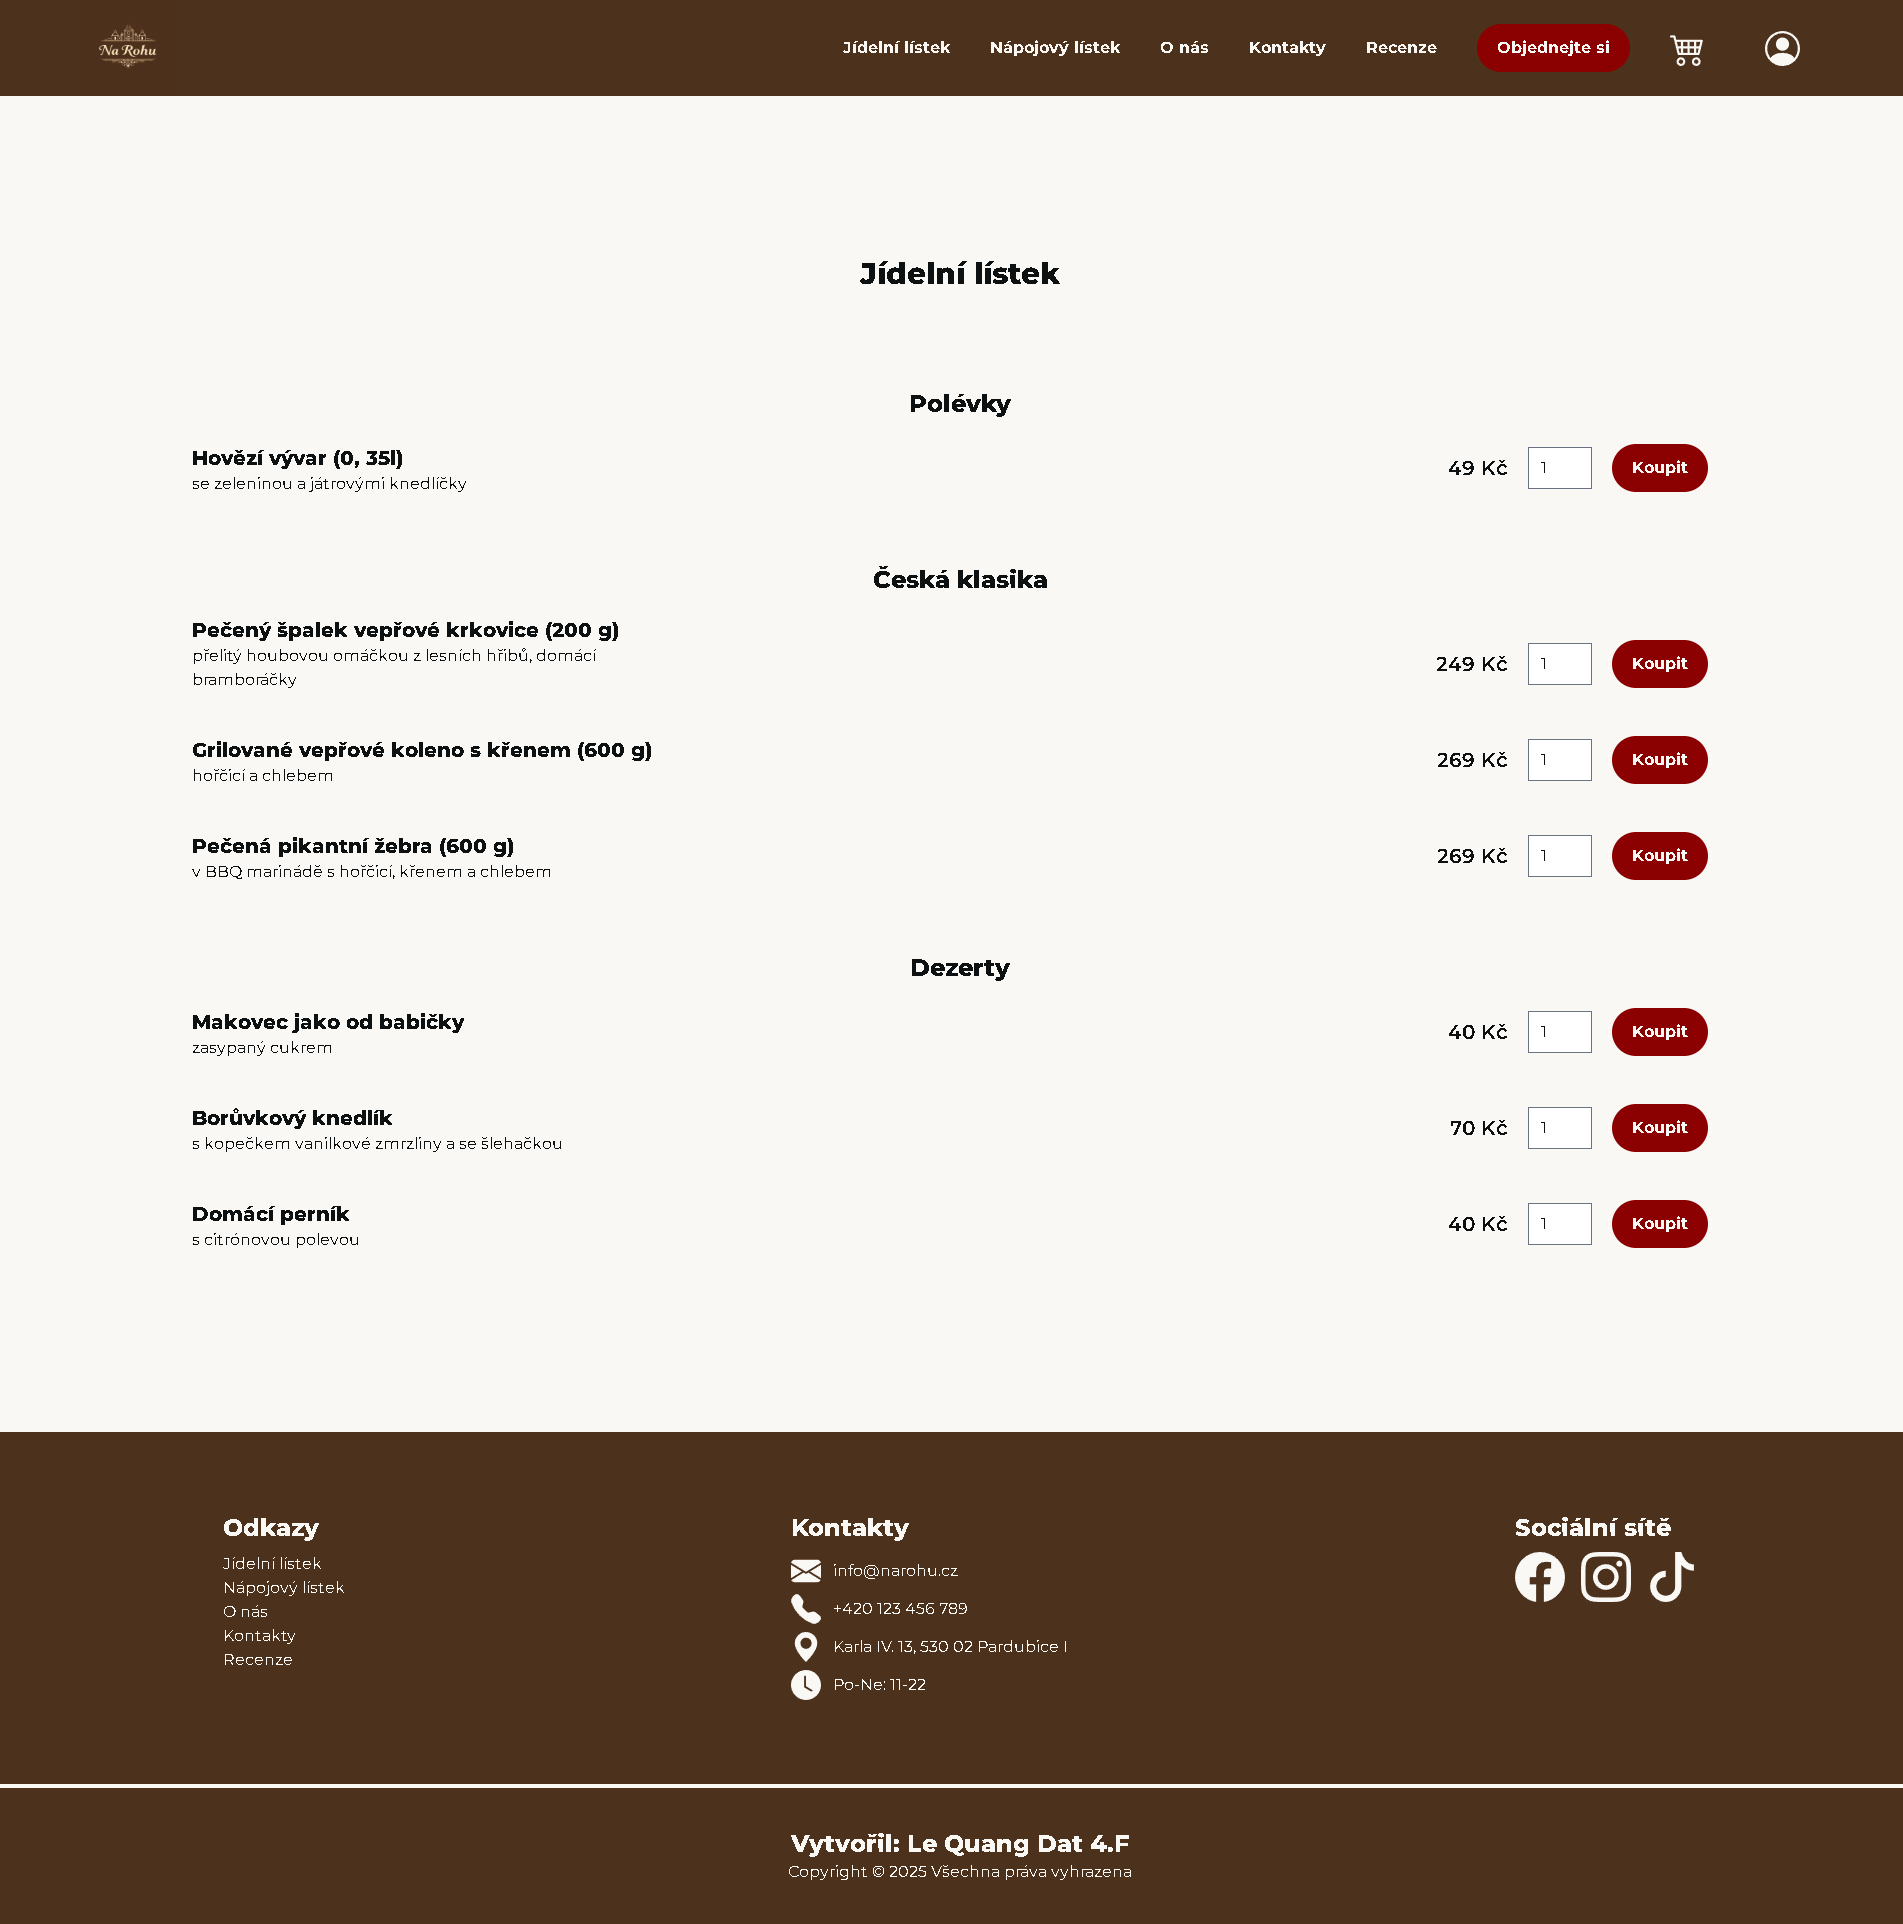 Na Rohu
Jídelní lístek
Nápojový lístek
O nás
Kontakty
Recenze
Objednejte si
Jídelní lístek
Polévky
Hovězí vývar (0, 35l)
se zeleninou a játrovými knedlíčky
49 Kč
1
Koupit
Česká klasika
Pečený špalek vepřové krkovice (200 g)
přelitý houbovou omáčkou z lesních hřibů, domácí
bramboráčky
249 Kč
1
Koupit
Grilované vepřové koleno s křenem (600 g)
hořčicí a chlebem
269 Kč
1
Koupit
Pečená pikantní žebra (600 g)
v BBQ marinádě s hořčicí, křenem a chlebem
269 Kč
1
Koupit
Dezerty
Makovec jako od babičky
zasypaný cukrem
40 Kč
1
Koupit
Borůvkový knedlík
s kopečkem vanilkové zmrzliny a se šlehačkou
70 Kč
1
Koupit
Domácí perník
s citrónovou polevou
40 Kč
1
Koupit
Odkazy
Jídelní lístek
Nápojový lístek
O nás
Kontakty
Recenze
Kontakty
info@narohu.cz
+420 123 456 789
Karla IV. 13, 530 02 Pardubice I
Po-Ne: 11-22
Sociální sítě
Vytvořil: Le Quang Dat 4.F
Copyright © 2025 Všechna práva vyhrazena